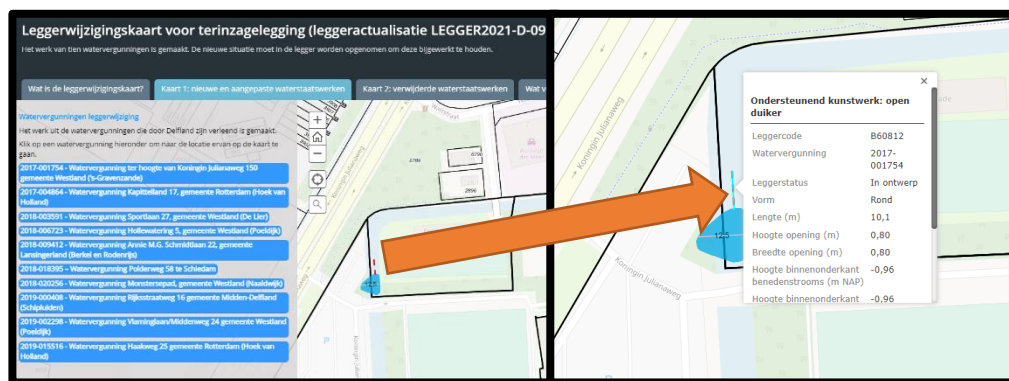 Leggerwijzigingskaart voor terinzagelegging (leggeractualisatie LEGGER2021-D-09
Het werk van tien watervergunningen is gemaakt. De nieuwe situatie moet in de legger worden opgenomen om deze bijgewerkt te houden.
Wat is de leggerwijzigingskaart?
Kaart 1: nieuwe en aangepaste waterstaatswerken
Kaart 2: verwijderde waterstaatswerken
Wat v
Watervergunningen leggerwijziging
Het werk uit de watervergunningen die door Delfland zijn verleend is gemaakt.
Klik op een watervergunning hieronder om naar de locatie ervan op de kaart te
gaan.
2017-001754 - Watervergunning ter hoogte van Koningin Julianaweg 150
gemeente Westland ('s-Gravenzande)
2017-004864 - Watervergunning Kapittelland 17, gemeente Rotterdam (Hoek van
Holland)
2018-003591 - Watervergunning Sportlaan 27, gemeente Westland (De Lier)
2018-006723 - Watervergunning Hollewatering 5, gemeente Westland (Poeldijk)
2018-009412 - Watervergunning Annie M.G. Schmidtlaan 22, gemeente
Lansingerland (Berkel en Rodenrijs)
2018-018395 – Watervergunning Polderweg 58 te Schiedam
2018-020256 - Watervergunning Monstersepad, gemeente Westland (Naaldwijk)
2019-000408 - Watervergunning Rijksstraatweg 16 gemeente Midden-Delfland
(Schipluiden)
2019-002298 - Watervergunning Vlaminglaan/Middenweg 24 gemeente Westland
(Poeldijk)
2019-015516 - Watervergunning Haakweg 25 gemeente Rotterdam (Hoek van
Holland)
2956
12,5
Koningin Julianaweg
P
Koningin Julianaweg
12,5
Koningin Julianaweg
P
Ondersteunend kunstwerk: open
duiker
Leggercode B60812
Watervergunning 2017-
001754
Leggerstatus In ontwerp
Vorm Rond
Lengte (m) 10,1
Hoogte opening (m) 0,80
Breedte opening (m) 0,80
Hoogte binnenonderkant -0,96
benedenstrooms (m NAP)
Hoogte binnenonderkant -0,96